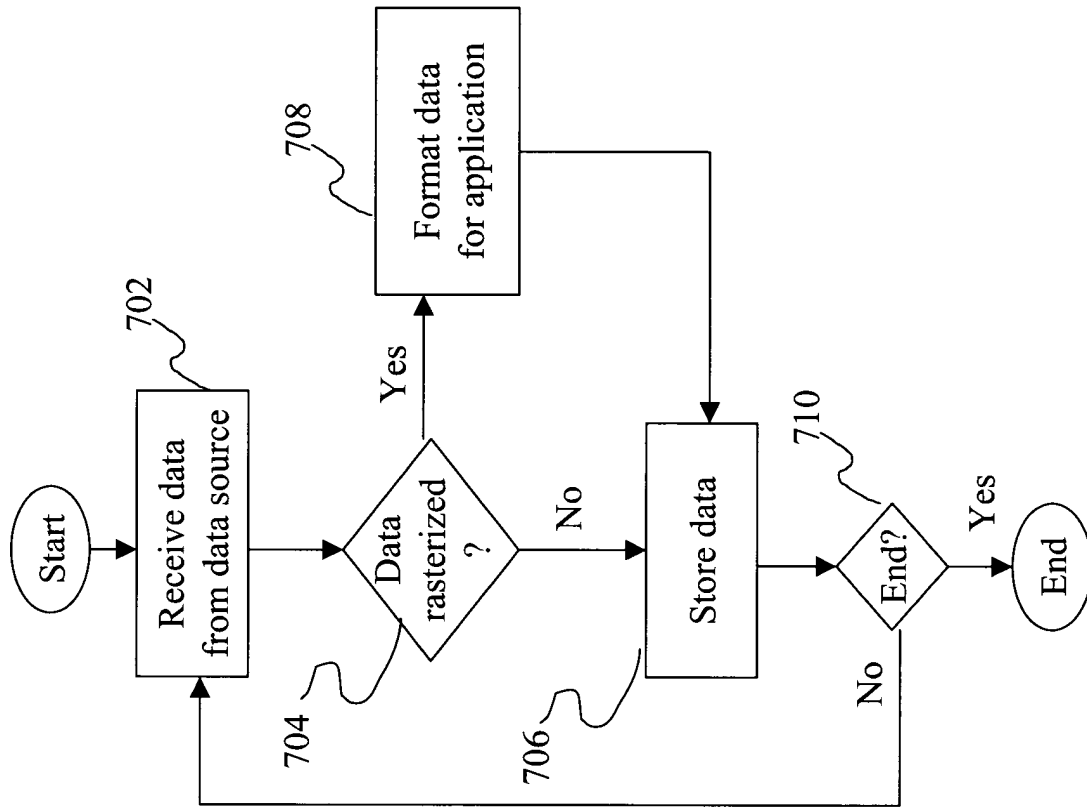 Start
702
Receive data
from data source
704
Data
rasterized
?
Yes
708
Format data
for application
No
706
Store data
710
End?
No
Yes
End